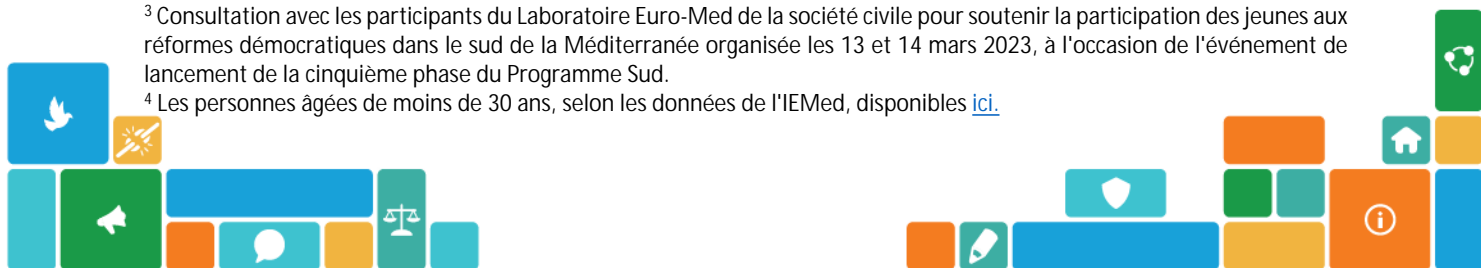 ³ Consultation avec les participants du Laboratoire Euro-Med de la société civile pour soutenir la participation des jeunes aux
réformes démocratiques dans le sud de la Méditerranée organisée les 13 et 14 mars 2023, à l'occasion de l'événement de
lancement de la cinquième phase du Programme Sud.
⁴ Les personnes âgées de moins de 30 ans, selon les données de l'IEMed, disponibles ici.